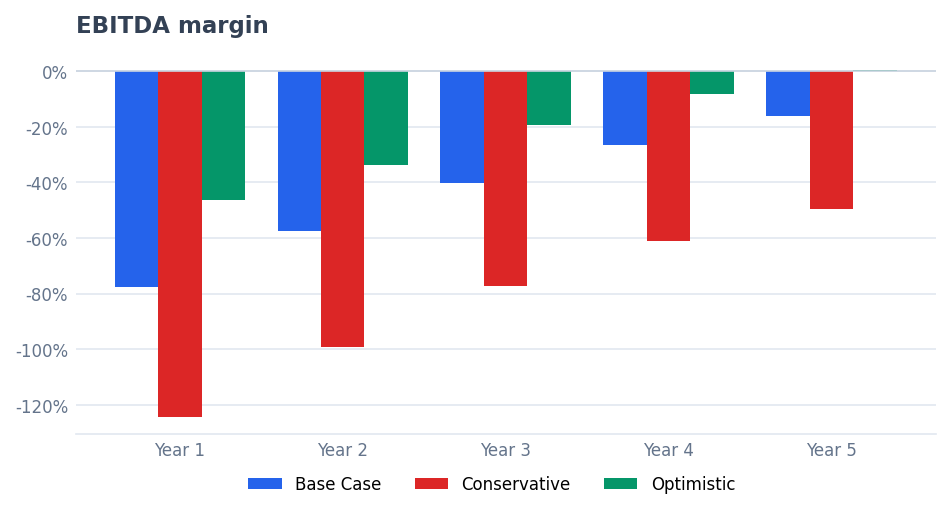 EBITDA margin
0%
-20%
-40%
-60%
-80%
-100%
-120%
Year 1 Year 2 Year 3 Year 4 Year 5
Base Case Conservative Optimistic